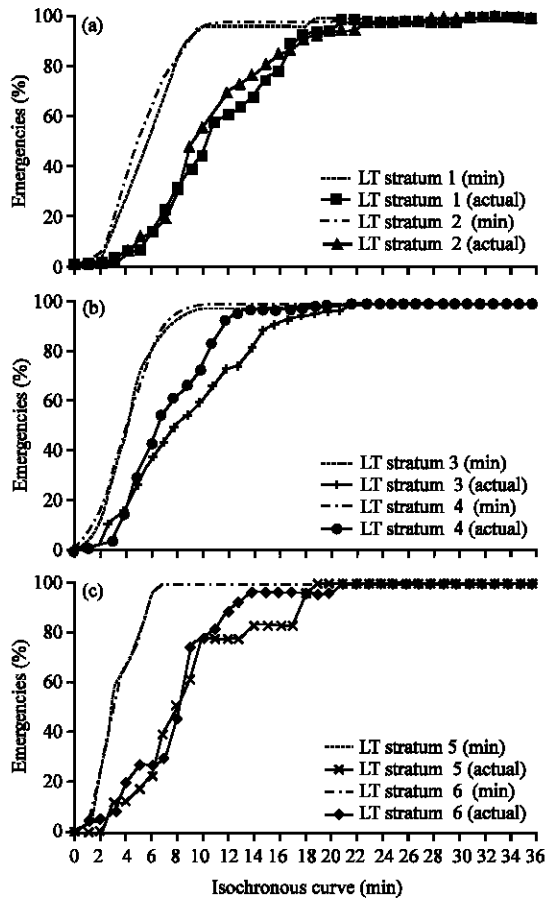 (a)
Emergencies (%)
100
80
60
40
20
0
LT stratum 1 (min)
LT stratum 1 (actual)
LT stratum 2 (min)
LT stratum 2 (actual)
(b)
Emergencies (%)
100
80
60
40
20
0
LT stratum 3 (min)
LT stratum 3 (actual)
LT stratum 4 (min)
LT stratum 4 (actual)
(c)
Emergencies (%)
100
80
60
40
20
0
LT stratum 5 (min)
LT stratum 5 (actual)
LT stratum 6 (min)
LT stratum 6 (actual)
0 2 4 6 8 10 12 14 16 18 20 22 24 26 28 30 32 34 36
Isochronous curve (min)